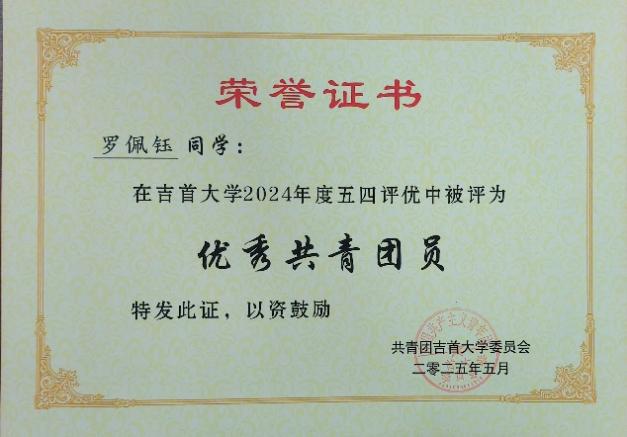 荣誉证书
罗佩钰 同学：
在吉首大学2024年度五四评优中被评为
优秀共青团员
特发此证，以资鼓励
共青团吉首大学委员会
二零二五年五月